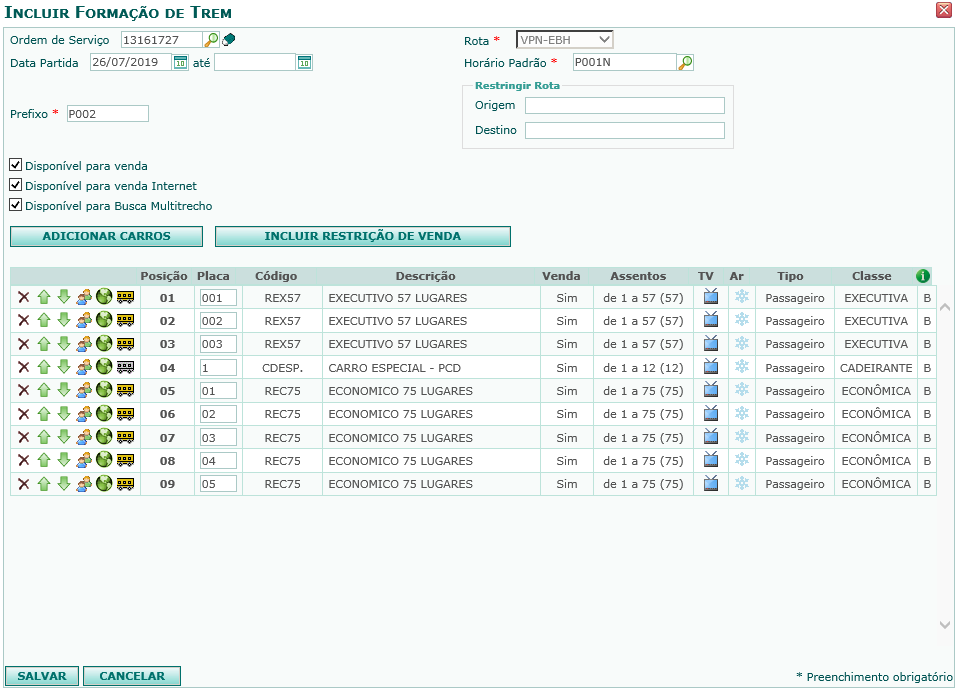 Incluir Formação de Trem
Ordem de Serviço 13161727 Rota * VPN-EBH
Data Partida 26/07/2019 até Horário Padrão * P001N
Restringir Rota
Origem
Prefixo * P002
Destino
Disponível para venda
Disponível para venda Internet
Disponível para Busca Multitrecho
ADICIONAR CARROS INCLUIR RESTRIÇÃO DE VENDA
Posição Placa Código Descrição Venda Assentos TV Ar Tipo Classe
01 001 REX57 EXECUTIVO 57 LUGARES Sim de 1 a 57 (57) Passageiro EXECUTIVA B
02 002 REX57 EXECUTIVO 57 LUGARES Sim de 1 a 57 (57) Passageiro EXECUTIVA B
03 003 REX57 EXECUTIVO 57 LUGARES Sim de 1 a 57 (57) Passageiro EXECUTIVA B
04 1 CDESP. CARRO ESPECIAL - PCD Sim de 1 a 12 (12) Passageiro CADEIRANTE B
05 01 REC75 ECONOMICO 75 LUGARES Sim de 1 a 75 (75) Passageiro ECONÔMICA B
06 02 REC75 ECONOMICO 75 LUGARES Sim de 1 a 75 (75) Passageiro ECONÔMICA B
07 03 REC75 ECONOMICO 75 LUGARES Sim de 1 a 75 (75) Passageiro ECONÔMICA B
08 04 REC75 ECONOMICO 75 LUGARES Sim de 1 a 75 (75) Passageiro ECONÔMICA B
09 05 REC75 ECONOMICO 75 LUGARES Sim de 1 a 75 (75) Passageiro ECONÔMICA B
SALVAR CANCELAR * Preenchimento obrigatório